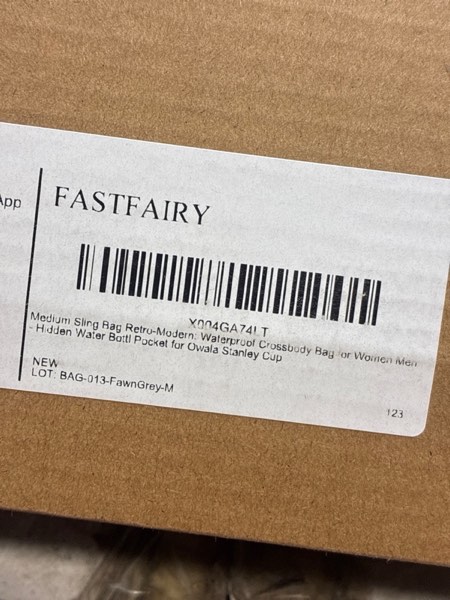 App
FASTFAIRY
X004GA74LT
Medium Sling Bag Retro-Modern: Waterproof Crossbody Bag for Women Men
- Hidden Water Bottl Pocket for Owala Stanley Cup
NEW
LOT: BAG-013-FawnGrey-M
123